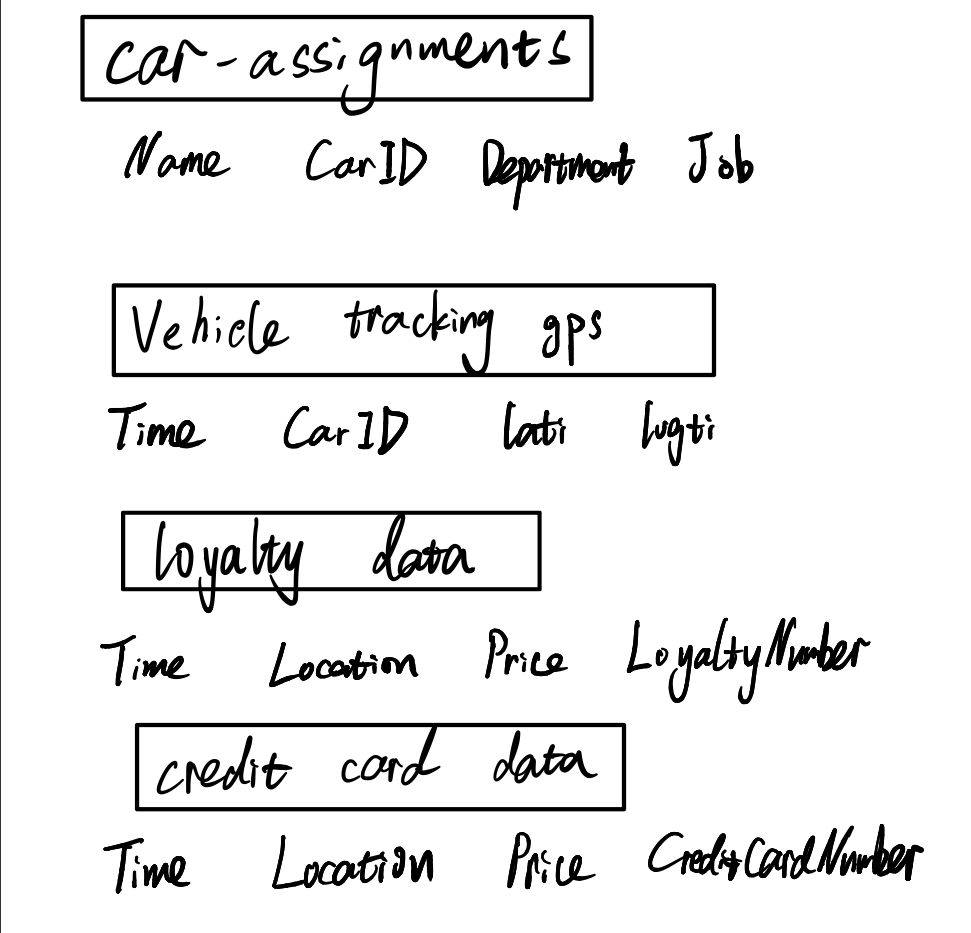 car-assignments
Name CarID Department Job
Vehicle tracking gps
Time CarID lati lugti
loyalty data
Time Location Price LoyaltyNumber
credit card data
Time Location Price CreditCardNumber